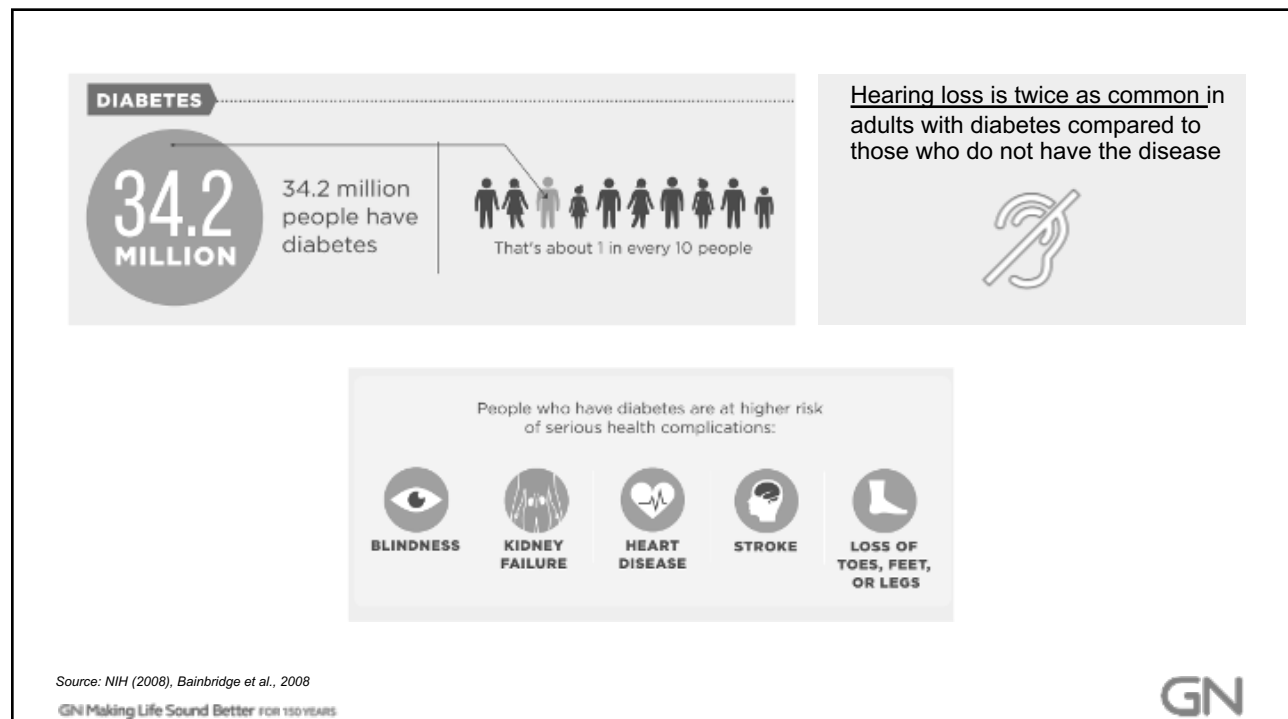 DIABETES
34.2
MILLION
34.2 million
people have
diabetes
That's about 1 in every 10 people
Hearing loss is twice as common in
adults with diabetes compared to
those who do not have the disease
People who have diabetes are at higher risk
of serious health complications:
BLINDNESS
KIDNEY
FAILURE
HEART
DISEASE
STROKE
LOSS OF
TOES, FEET,
OR LEGS
Source: NIH (2008), Bainbridge et al., 2008
GN Making Life Sound Better FOR 150 YEARS
GN